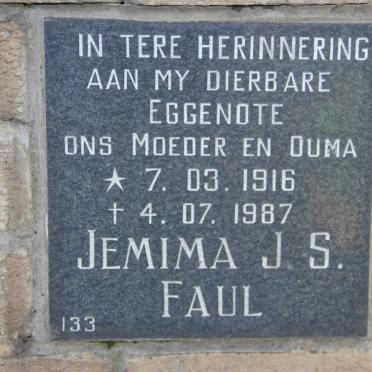 IN TERE HERINNERING
AAN MY DIERBARE
EGGENOTE
ONS MOEDER EN OUMA
★ 7. 03. 1916
† 4. 07. 1987
JEMIMA J. S.
FAUL
133